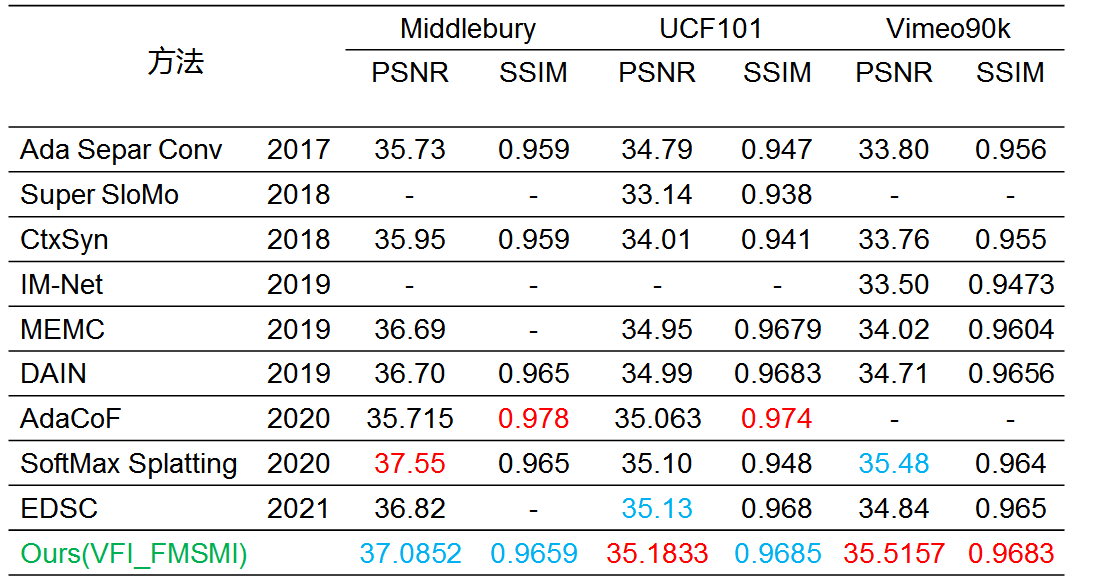 方法 Middlebury UCF101 Vimeo90k
PSNR SSIM PSNR SSIM PSNR SSIM
Ada Separ Conv 2017 35.73 0.959 34.79 0.947 33.80 0.956
Super SloMo 2018 - - 33.14 0.938 - -
CtxSyn 2018 35.95 0.959 34.01 0.941 33.76 0.955
IM-Net 2019 - - - - 33.50 0.9473
MEMC 2019 36.69 - 34.95 0.9679 34.02 0.9604
DAIN 2019 36.70 0.965 34.99 0.9683 34.71 0.9656
AdaCoF 2020 35.715 0.978 35.063 0.974 - -
SoftMax Splatting 2020 37.55 0.965 35.10 0.948 35.48 0.964
EDSC 2021 36.82 - 35.13 0.968 34.84 0.965
Ours(VFI_FMSMI) 37.0852 0.9659 35.1833 0.9685 35.5157 0.9683